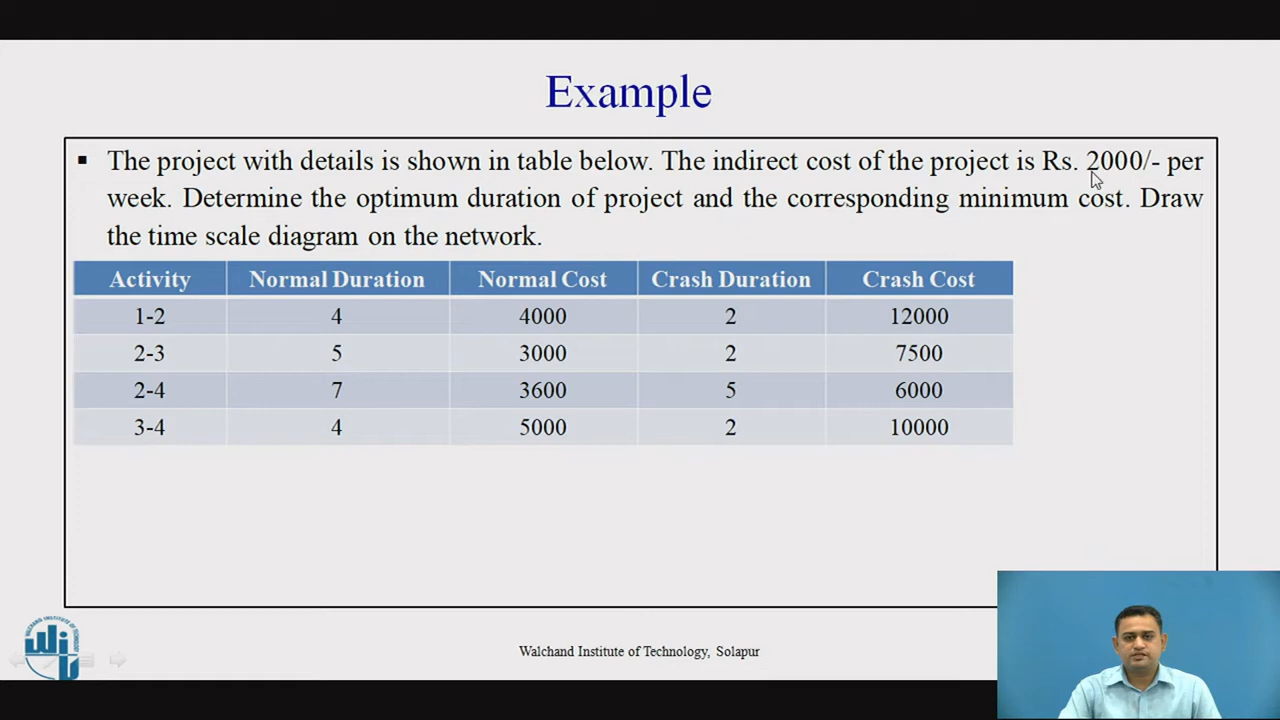 Example
▪ The project with details is shown in table below. The indirect cost of the project is Rs. 2000/- per
week. Determine the optimum duration of project and the corresponding minimum cost. Draw
the time scale diagram on the network.
Activity Normal Duration Normal Cost Crash Duration Crash Cost
1-2 4 4000 2 12000
2-3 5 3000 2 7500
2-4 7 3600 5 6000
3-4 4 5000 2 10000
Walchand Institute of Technology, Solapur